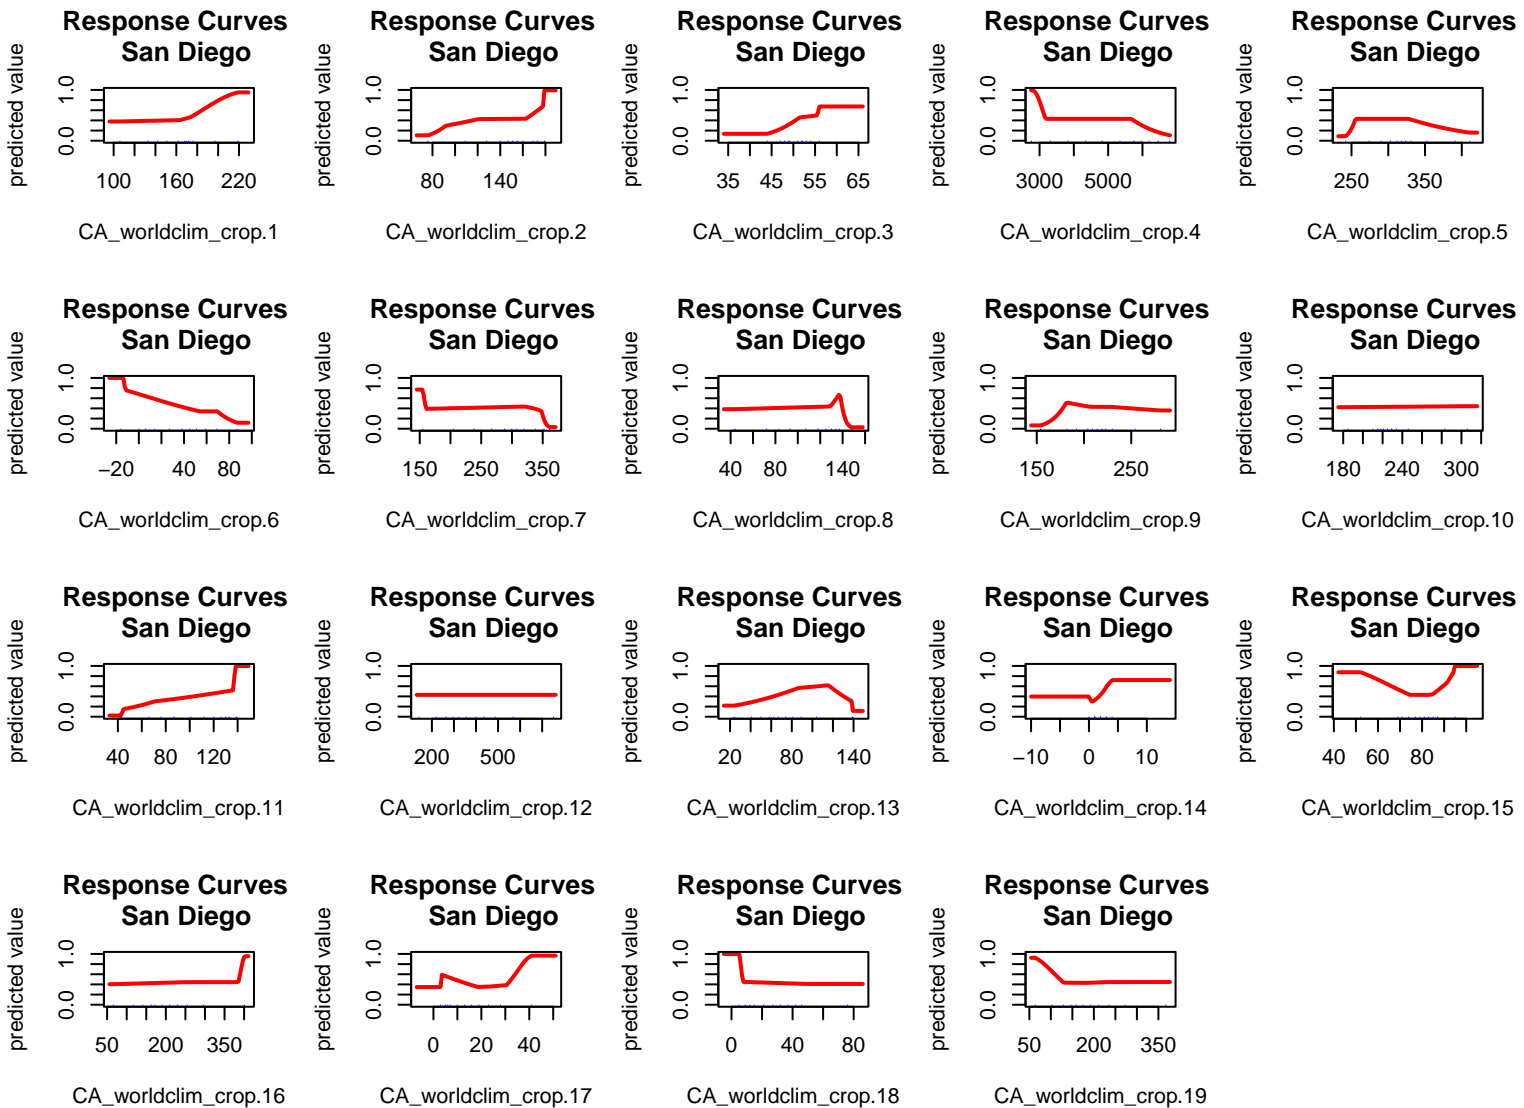 Response Curves
San Diego
predicted value
0.0 1.0
100 160 220
CA_worldclim_crop.1
Response Curves
San Diego
predicted value
0.0 1.0
80 140
CA_worldclim_crop.2
Response Curves
San Diego
predicted value
0.0 1.0
35 45 55 65
CA_worldclim_crop.3
Response Curves
San Diego
predicted value
0.0 1.0
3000 5000
CA_worldclim_crop.4
Response Curves
San Diego
predicted value
0.0 1.0
250 350
CA_worldclim_crop.5
Response Curves
San Diego
predicted value
0.0 1.0
−20 40 80
CA_worldclim_crop.6
Response Curves
San Diego
predicted value
0.0 1.0
150 250 350
CA_worldclim_crop.7
Response Curves
San Diego
predicted value
0.0 1.0
40 80 140
CA_worldclim_crop.8
Response Curves
San Diego
predicted value
0.0 1.0
150 250
CA_worldclim_crop.9
Response Curves
San Diego
predicted value
0.0 1.0
180 240 300
CA_worldclim_crop.10
Response Curves
San Diego
predicted value
0.0 1.0
40 80 120
CA_worldclim_crop.11
Response Curves
San Diego
predicted value
0.0 1.0
200 500
CA_worldclim_crop.12
Response Curves
San Diego
predicted value
0.0 1.0
20 80 140
CA_worldclim_crop.13
Response Curves
San Diego
predicted value
0.0 1.0
−10 0 10
CA_worldclim_crop.14
Response Curves
San Diego
predicted value
0.0 1.0
40 60 80
CA_worldclim_crop.15
Response Curves
San Diego
predicted value
0.0 1.0
50 200 350
CA_worldclim_crop.16
Response Curves
San Diego
predicted value
0.0 1.0
0 20 40
CA_worldclim_crop.17
Response Curves
San Diego
predicted value
0.0 1.0
0 40 80
CA_worldclim_crop.18
Response Curves
San Diego
predicted value
0.0 1.0
50 200 350
CA_worldclim_crop.19